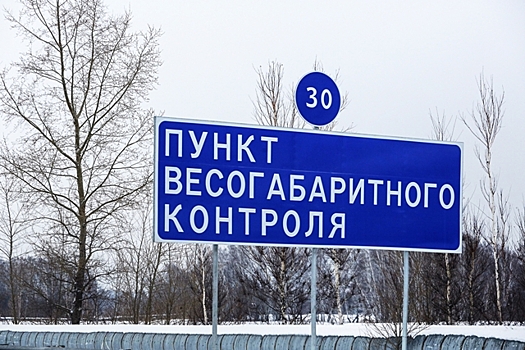 30
ПУНКТ
ВЕСОГАБАРИТНОГО
КОНТРОЛЯ